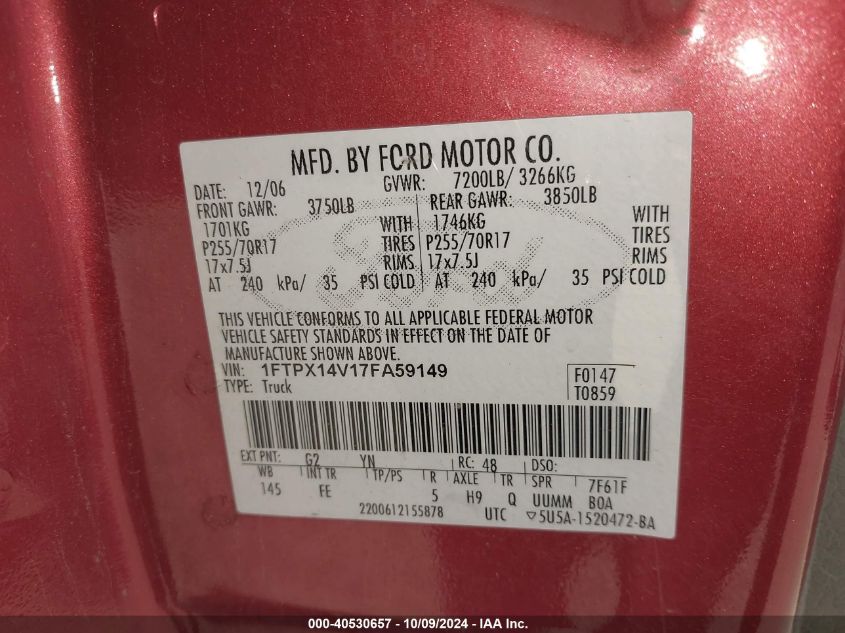 MFD. BY FORD MOTOR CO.
DATE: 12/06 GVWR: 7200LB/ 3266KG
FRONT GAWR: 3750LB REAR GAWR: 3850LB
1701KG WITH 1746KG WITH
P255/70R17 TIRES P255/70R17 TIRES
17x7.5J RIMS 17x7.5J RIMS
AT 240 kPa/ 35 PSI COLD AT 240 kPa/ 35 PSI COLD
Ford
THIS VEHICLE CONFORMS TO ALL APPLICABLE FEDERAL MOTOR
VEHICLE SAFETY STANDARDS IN EFFECT ON THE DATE OF
MANUFACTURE SHOWN ABOVE.
VIN: 1FTPX14V17FA59149
TYPE: Truck
F0147
T0859
EXT PNT: G2 YN RC: 48 DSO:
WB INT TR TP/PS R AXLE TR SPR 7F61F
145 FE 5 H9 Q UUMM BOA
2200612155878 UTC ▽5U5A-1520472-BA
000-40530657 - 10/09/2024 - IAA Inc.